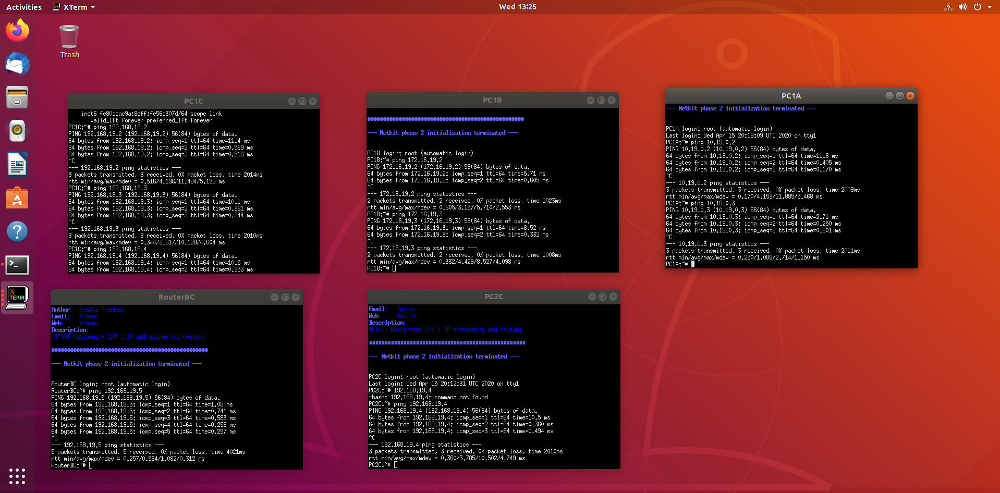 Activities XTerm Wed 13:25
Trash
PC1C
inet6 fe80::ac9a:8eff:fe56:307d/64 scope link
valid_lft forever preferred_lft forever
PC1C:~# ping 192.168.19.2
PING 192.168.19.2 (192.168.19.2) 56(84) bytes of data.
64 bytes from 192.168.19.2: icmp_seq=1 ttl=64 time=11.4 ms
64 bytes from 192.168.19.2: icmp_seq=2 ttl=64 time=0.589 ms
64 bytes from 192.168.19.2: icmp_seq=3 ttl=64 time=0.516 ms
^C
--- 192.168.19.2 ping statistics ---
3 packets transmitted, 3 received, 0% packet loss, time 2014ms
rtt min/avg/max/mdev = 0.516/4.196/11.484/5.153 ms
PC1C:~# ping 192.168.19.3
PING 192.168.19.3 (192.168.19.3) 56(84) bytes of data.
64 bytes from 192.168.19.3: icmp_seq=1 ttl=64 time=10.1 ms
64 bytes from 192.168.19.3: icmp_seq=2 ttl=64 time=0.381 ms
64 bytes from 192.168.19.3: icmp_seq=3 ttl=64 time=0.344 ms
^C
--- 192.168.19.3 ping statistics ---
3 packets transmitted, 3 received, 0% packet loss, time 2010ms
rtt min/avg/max/mdev = 0.344/3.617/10.128/4.604 ms
PC1C:~# ping 192.168.19.4
PING 192.168.19.4 (192.168.19.4) 56(84) bytes of data.
64 bytes from 192.168.19.4: icmp_seq=1 ttl=64 time=10.5 ms
64 bytes from 192.168.19.4: icmp_seq=2 ttl=64 time=0.353 ms
PC1B
##################################################
--- Netkit phase 2 initialization terminated ---
PC1B login: root (automatic login)
PC1B:~# ping 172.16.19.2
PING 172.16.19.2 (172.16.19.2) 56(84) bytes of data.
64 bytes from 172.16.19.2: icmp_seq=1 ttl=64 time=5.71 ms
64 bytes from 172.16.19.2: icmp_seq=2 ttl=64 time=0.605 ms
^C
--- 172.16.19.2 ping statistics ---
2 packets transmitted, 2 received, 0% packet loss, time 1023ms
rtt min/avg/max/mdev = 0.605/3.157/5.710/2.553 ms
PC1B:~# ping 172.16.19.3
PING 172.16.19.3 (172.16.19.3) 56(84) bytes of data.
64 bytes from 172.16.19.3: icmp_seq=1 ttl=64 time=8.52 ms
64 bytes from 172.16.19.3: icmp_seq=2 ttl=64 time=0.332 ms
^C
--- 172.16.19.3 ping statistics ---
2 packets transmitted, 2 received, 0% packet loss, time 1008ms
rtt min/avg/max/mdev = 0.332/4.429/8.527/4.098 ms
PC1B:~#
PC1A
--- Netkit phase 2 initialization terminated ---
PC1A login: root (automatic login)
Last login: Wed Apr 15 20:18:09 UTC 2020 on tty1
PC1A:~# ping 10.19.0.2
PING 10.19.0.2 (10.19.0.2) 56(84) bytes of data.
64 bytes from 10.19.0.2: icmp_seq=1 ttl=64 time=11.8 ms
64 bytes from 10.19.0.2: icmp_seq=2 ttl=64 time=0.405 ms
64 bytes from 10.19.0.2: icmp_seq=3 ttl=64 time=0.170 ms
^C
--- 10.19.0.2 ping statistics ---
3 packets transmitted, 3 received, 0% packet loss, time 2009ms
rtt min/avg/max/mdev = 0.170/4.153/11.885/5.468 ms
PC1A:~# ping 10.19.0.3
PING 10.19.0.3 (10.19.0.3) 56(84) bytes of data.
64 bytes from 10.19.0.3: icmp_seq=1 ttl=64 time=2.71 ms
64 bytes from 10.19.0.3: icmp_seq=2 ttl=64 time=0.250 ms
64 bytes from 10.19.0.3: icmp_seq=3 ttl=64 time=0.301 ms
^C
--- 10.19.0.3 ping statistics ---
3 packets transmitted, 3 received, 0% packet loss, time 2011ms
rtt min/avg/max/mdev = 0.250/1.088/2.714/1.150 ms
PC1A:~#
X
TERM
RouterBC
Author: Renata Frenken
Email: <none>
Web: <none>
Description:
NETWST Assignment 2/3 : IP addressing and routing
##################################################
--- Netkit phase 2 initialization terminated ---
RouterBC login: root (automatic login)
RouterBC:~# ping 192.168.19.5
PING 192.168.19.5 (192.168.19.5) 56(84) bytes of data.
64 bytes from 192.168.19.5: icmp_seq=1 ttl=64 time=1.08 ms
64 bytes from 192.168.19.5: icmp_seq=2 ttl=64 time=0.741 ms
64 bytes from 192.168.19.5: icmp_seq=3 ttl=64 time=0.583 ms
64 bytes from 192.168.19.5: icmp_seq=4 ttl=64 time=0.258 ms
64 bytes from 192.168.19.5: icmp_seq=5 ttl=64 time=0.257 ms
^C
--- 192.168.19.5 ping statistics ---
5 packets transmitted, 5 received, 0% packet loss, time 4021ms
rtt min/avg/max/mdev = 0.257/0.584/1.082/0.312 ms
RouterBC:~#
PC2C
Email: <none>
Web: <none>
Description:
NETWST Assignment 2/3 : IP addressing and routing
##################################################
--- Netkit phase 2 initialization terminated ---
PC2C login: root (automatic login)
Last login: Wed Apr 15 20:12:31 UTC 2020 on tty1
PC2C:~# 192.168.19.4
-bash: 192.168.19.4: command not found
PC2C:~# ping 192.168.19.4
PING 192.168.19.4 (192.168.19.4) 56(84) bytes of data.
64 bytes from 192.168.19.4: icmp_seq=1 ttl=64 time=10.5 ms
64 bytes from 192.168.19.4: icmp_seq=2 ttl=64 time=0.360 ms
64 bytes from 192.168.19.4: icmp_seq=3 ttl=64 time=0.494 ms
^C
--- 192.168.19.4 ping statistics ---
3 packets transmitted, 3 received, 0% packet loss, time 2010ms
rtt min/avg/max/mdev = 0.360/3.785/10.502/4.749 ms
PC2C:~#